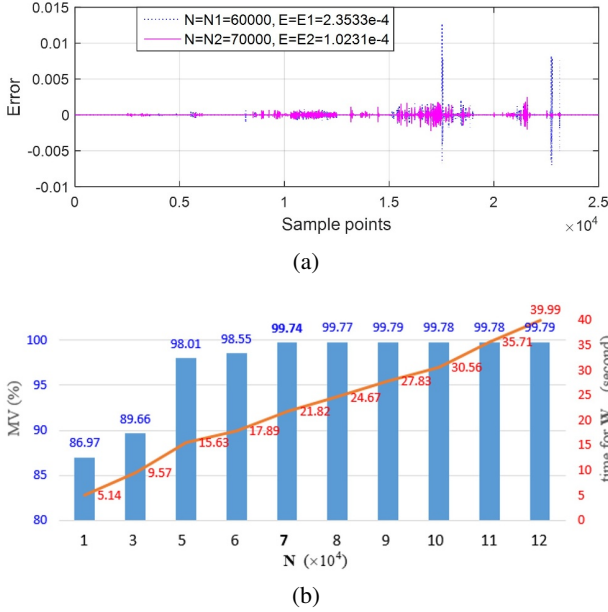 N=N1=60000, E=E1=2.3533e-4
N=N2=70000, E=E2=1.0231e-4
0.015
0.01
0.005
0
-0.005
-0.01
Error
0 0.5 1 1.5 2 2.5
Sample points
×10⁴
(a)
39.99
86.97 89.66 98.01 98.55 99.74 99.77 99.79 99.78 99.78 99.79
100
95
90
85
80
MV (%)
5.14 9.57 15.63 17.89 21.82 24.67 27.83 30.56 35.71
40
35
30
25
20
15
10
5
0
time for W (second)
1 3 5 6 7 8 9 10 11 12
N (×10⁴)
(b)